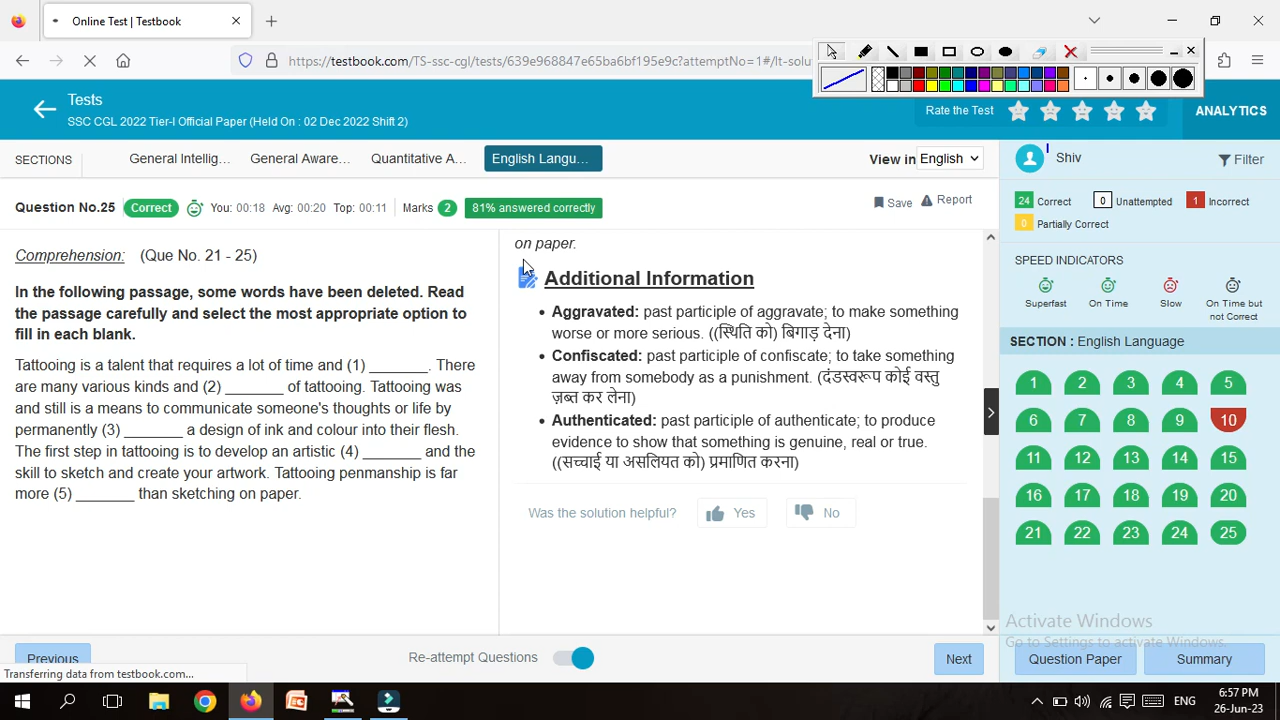 Online Test | Testbook
https://testbook.com/TS-ssc-cgl/tests/639e968847e65ba6bf195e9c?attemptNo=1#/lt-solu
Tests
SSC CGL 2022 Tier-I Official Paper (Held On : 02 Dec 2022 Shift 2)
Rate the Test
ANALYTICS
SECTIONS
General Intellig...
General Aware...
Quantitative A...
English Langu...
View in
English
Shiv
Filter
Question No.25
Correct
You: 00:18
Avg: 00:20
Top: 00:11
Marks
2
81% answered correctly
Save
Report
24 Correct
0 Unattempted
1 Incorrect
0 Partially Correct
Comprehension: (Que No. 21 - 25)
In the following passage, some words have been deleted. Read
the passage carefully and select the most appropriate option to
fill in each blank.
Tattooing is a talent that requires a lot of time and (1) _______. There
are many various kinds and (2) _______ of tattooing. Tattooing was
and still is a means to communicate someone's thoughts or life by
permanently (3) _______ a design of ink and colour into their flesh.
The first step in tattooing is to develop an artistic (4) _______ and the
skill to sketch and create your artwork. Tattooing penmanship is far
more (5) _______ than sketching on paper.
on paper.
Additional Information
• Aggravated: past participle of aggravate; to make something
worse or more serious. ((स्थिति को) बिगाड़ देना)
• Confiscated: past participle of confiscate; to take something
away from somebody as a punishment. (दंडस्वरूप कोई वस्तु
ज़ब्त कर लेना)
• Authenticated: past participle of authenticate; to produce
evidence to show that something is genuine, real or true.
((सच्चाई या असलियत को) प्रमाणित करना)
Was the solution helpful?
Yes
No
SPEED INDICATORS
Superfast
On Time
Slow
On Time but
not Correct
SECTION : English Language
1 2 3 4 5
6 7 8 9 10
11 12 13 14 15
16 17 18 19 20
21 22 23 24 25
Activate Windows
Go to Settings to activate Windows.
Previous
Re-attempt Questions
Next
Question Paper
Summary
Transferring data from testbook.com...
ENG
6:57 PM
26-Jun-23